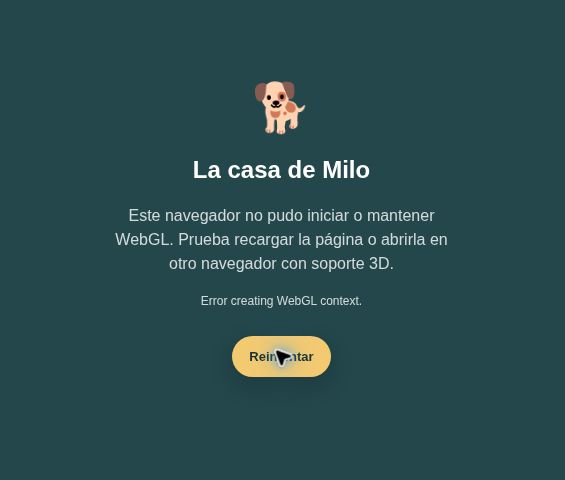 La casa de Milo
Este navegador no pudo iniciar o mantener
WebGL. Prueba recargar la página o abrirla en
otro navegador con soporte 3D.
Error creating WebGL context.
Reintentar